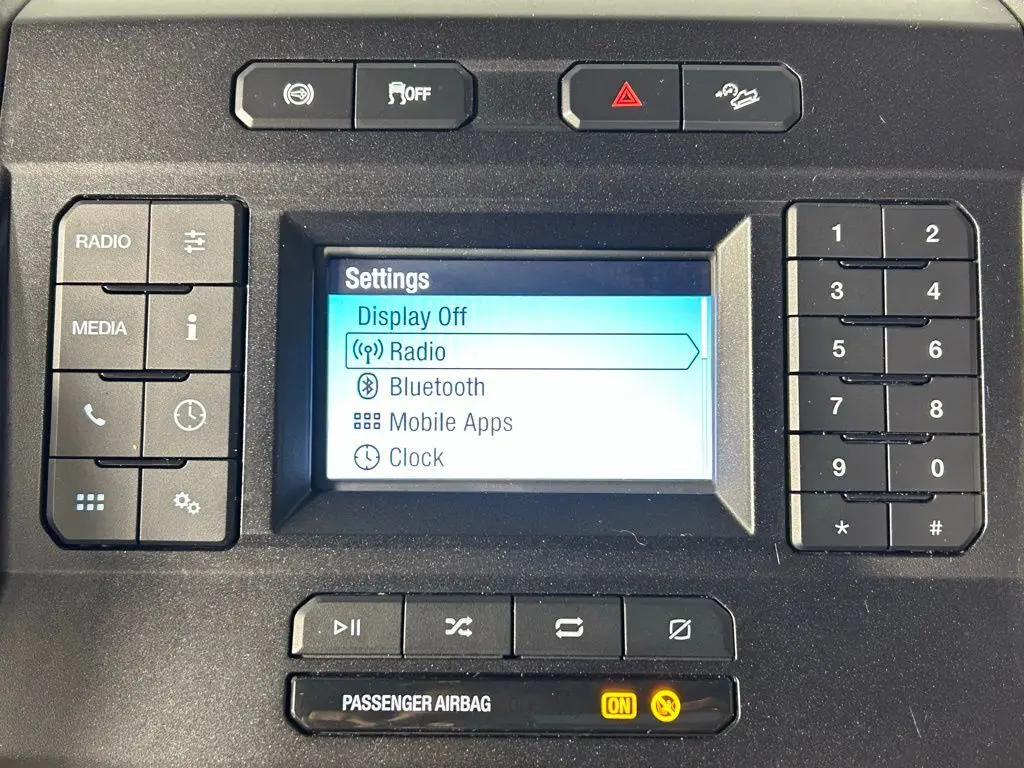 OFF
RADIO
MEDIA
i
Settings
Display Off
Radio
Bluetooth
Mobile Apps
Clock
1 2
3 4
5 6
7 8
9 0
* #
PASSENGER AIRBAG ON